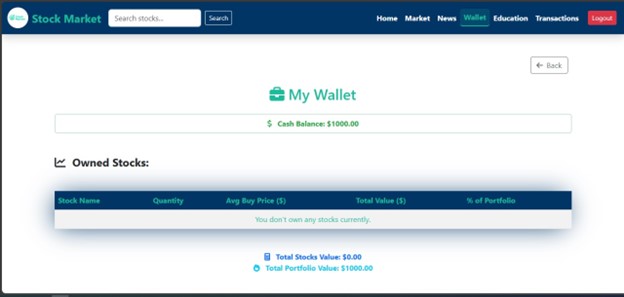 Stock Market Search stocks.. Search Home Market News Wallet Education Transactions Logout
← Back
My Wallet
$ Cash Balance: $1000.00
Owned Stocks:
Stock Name Quantity Avg Buy Price ($) Total Value ($) % of Portfolio
You don't own any stocks currently.
Total Stocks Value: $0.00
Total Portfolio Value: $1000.00